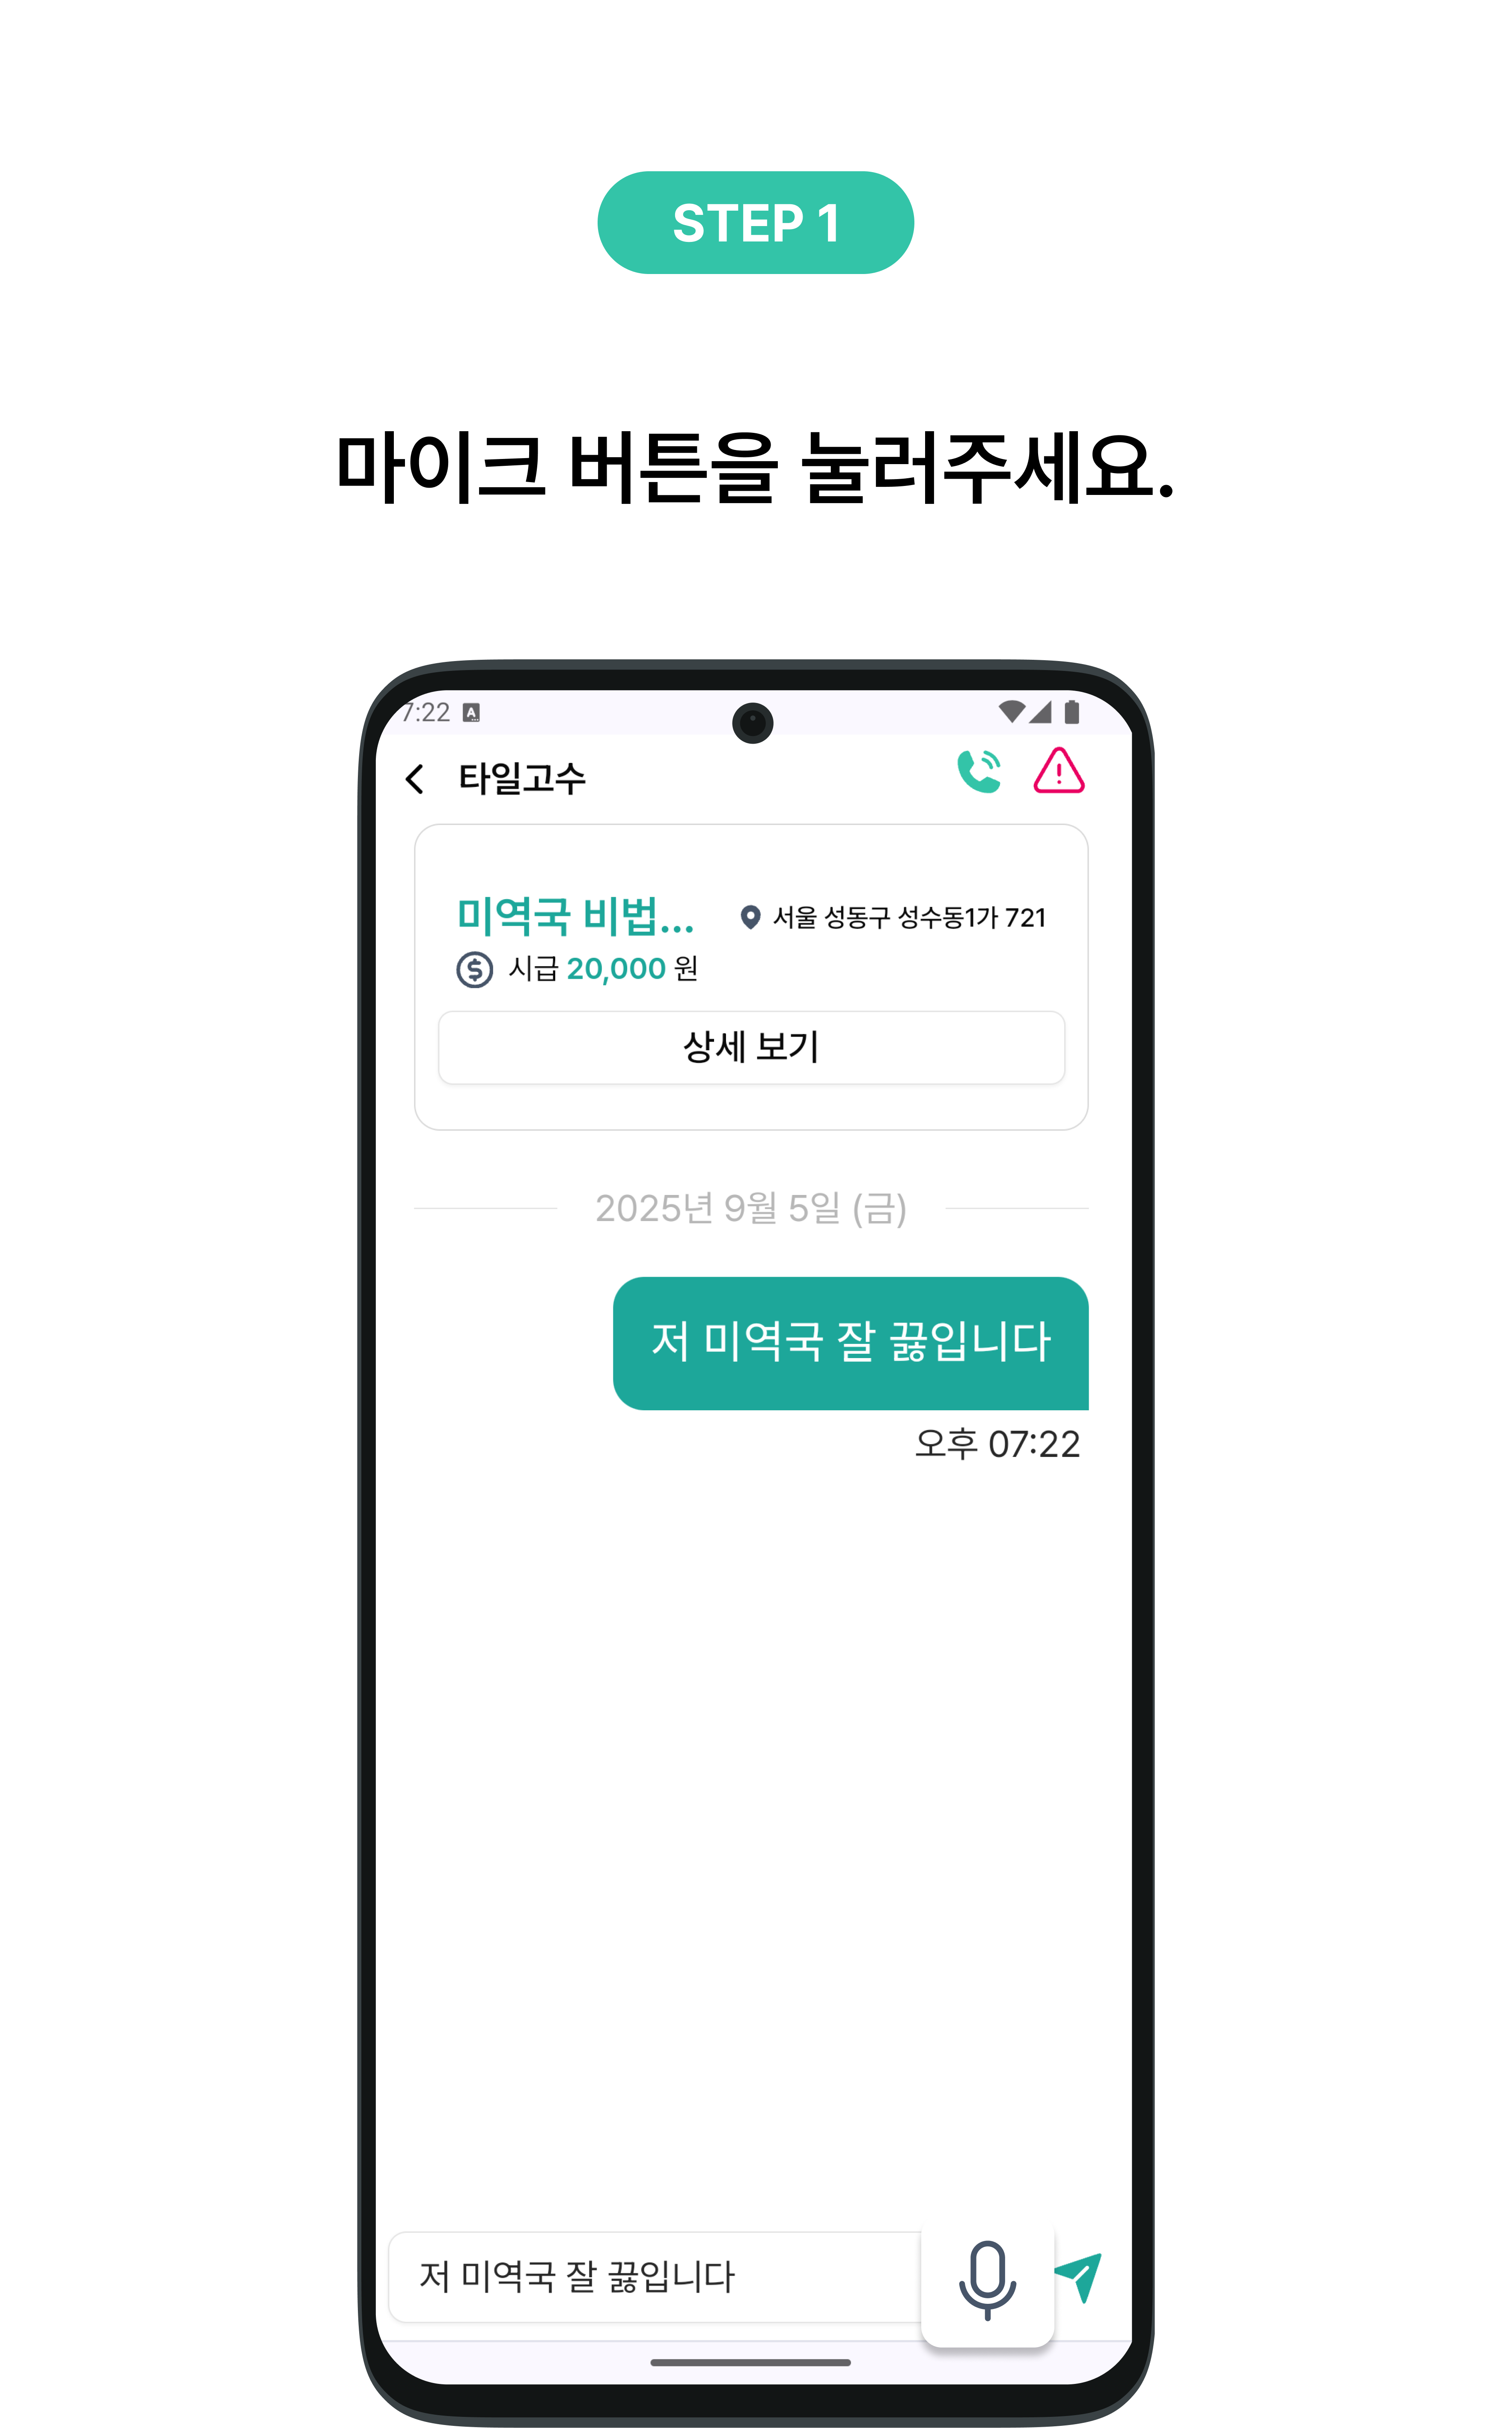 STEP 1
마이크 버튼을 눌러주세요.
7:22 A
타일고수
미역국 비법... 서울 성동구 성수동1가 721
시급 20,000 원
상세 보기
2025년 9월 5일 (금)
저 미역국 잘 끓입니다
오후 07:22
저 미역국 잘 끓입니다